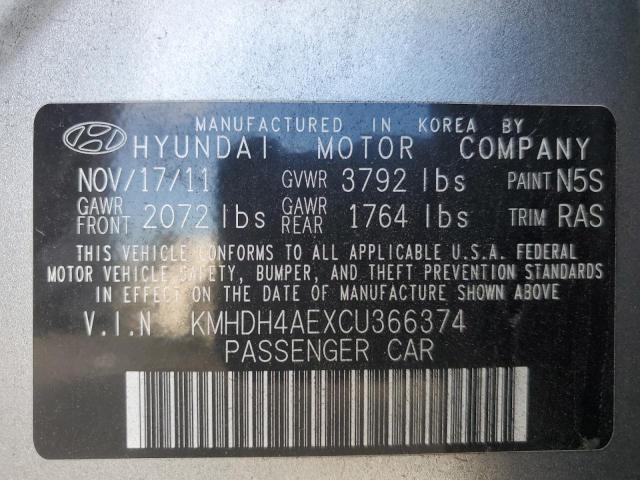 MANUFACTURED IN KOREA BY
HYUNDAI MOTOR COMPANY
NOV/17/11 GVWR 3792 lbs PAINT N5S
GAWR FRONT 2072 lbs GAWR REAR 1764 lbs TRIM RAS
THIS VEHICLE CONFORMS TO ALL APPLICABLE U.S.A. FEDERAL
MOTOR VEHICLE SAFETY, BUMPER, AND THEFT PREVENTION STANDARDS
IN EFFECT ON THE DATE OF MANUFACTURE SHOWN ABOVE
V.I.N KMHDH4AEXCU366374
PASSENGER CAR